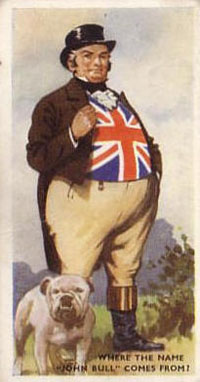 WHERE THE NAME
"JOHN BULL" COMES FROM?